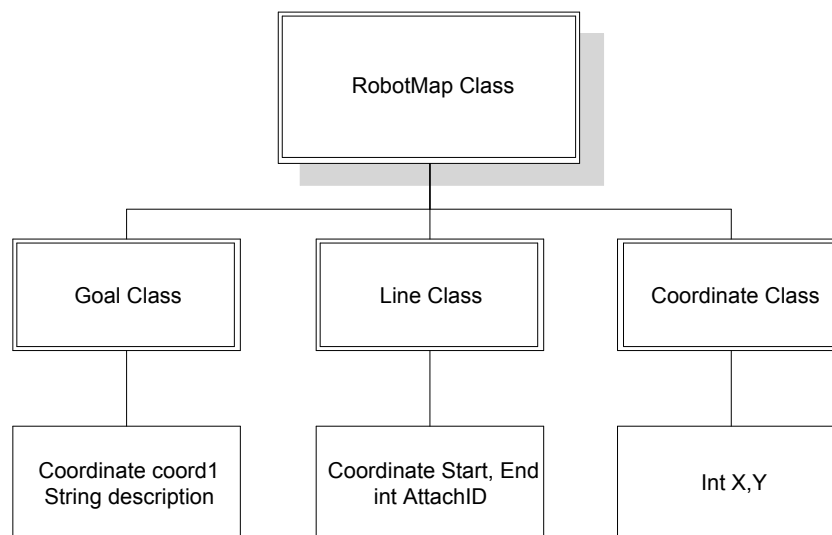 RobotMap Class
Goal Class
Line Class
Coordinate Class
Coordinate coord1
String description
Coordinate Start, End
int AttachID
Int X,Y